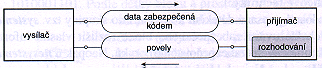 data zabezpečená
kódem
vysílač
povely
přijímač
rozhodování